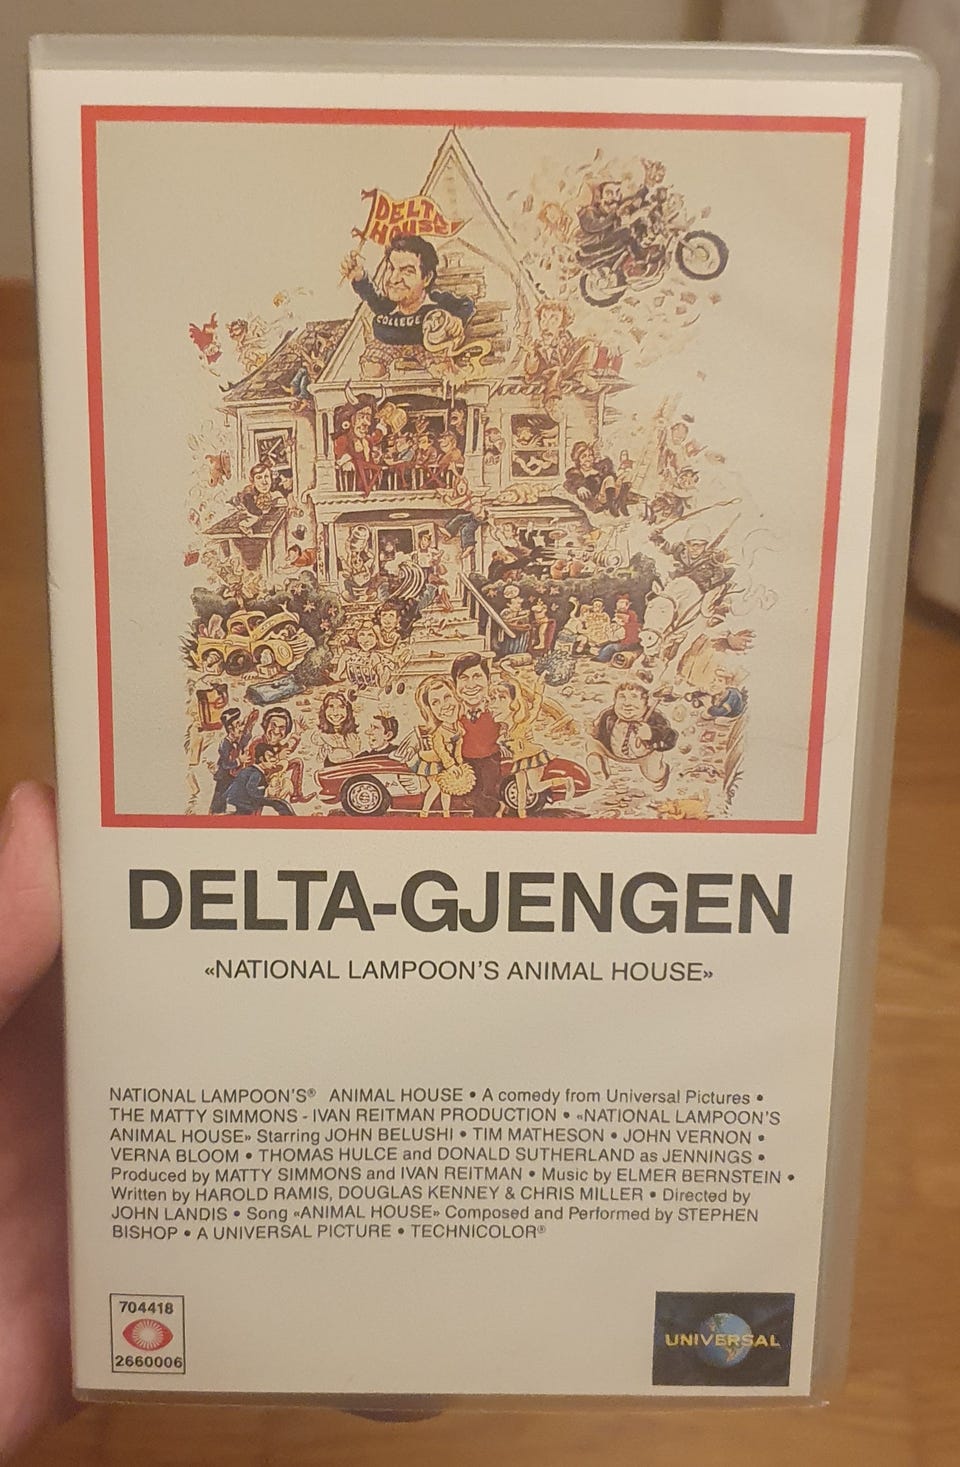 DELTA
HOUSE
COLLEGE
DELTA-GJENGEN
«NATIONAL LAMPOON'S ANIMAL HOUSE»
NATIONAL LAMPOON'S® ANIMAL HOUSE • A comedy from Universal Pictures •
THE MATTY SIMMONS - IVAN REITMAN PRODUCTION • «NATIONAL LAMPOON'S
ANIMAL HOUSE» Starring JOHN BELUSHI • TIM MATHESON • JOHN VERNON •
VERNA BLOOM • THOMAS HULCE and DONALD SUTHERLAND as JENNINGS •
Produced by MATTY SIMMONS and IVAN REITMAN • Music by ELMER BERNSTEIN •
Written by HAROLD RAMIS, DOUGLAS KENNEY & CHRIS MILLER • Directed by
JOHN LANDIS • Song «ANIMAL HOUSE» Composed and Performed by STEPHEN
BISHOP • A UNIVERSAL PICTURE • TECHNICOLOR®
704418
2660006
UNIVERSAL